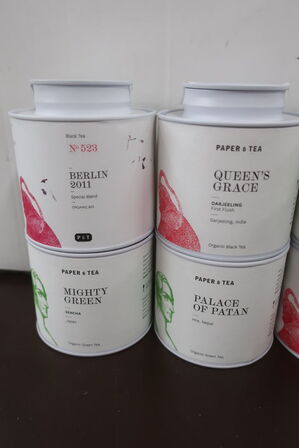 Black Tea
Nº 523
BERLIN
2011
Special Blend
ORGANIC BIO
P T
PAPER & TEA
QUEEN'S
GRACE
DARJEELING
First Flush
Darjeeling, India
Organic Black Tea
PAPER & TEA
MIGHTY
GREEN
SENCHA
Japan
Organic Green Tea
PAPER & TEA
PALACE
OF PATAN
Hile, Nepal
Organic Green Tea